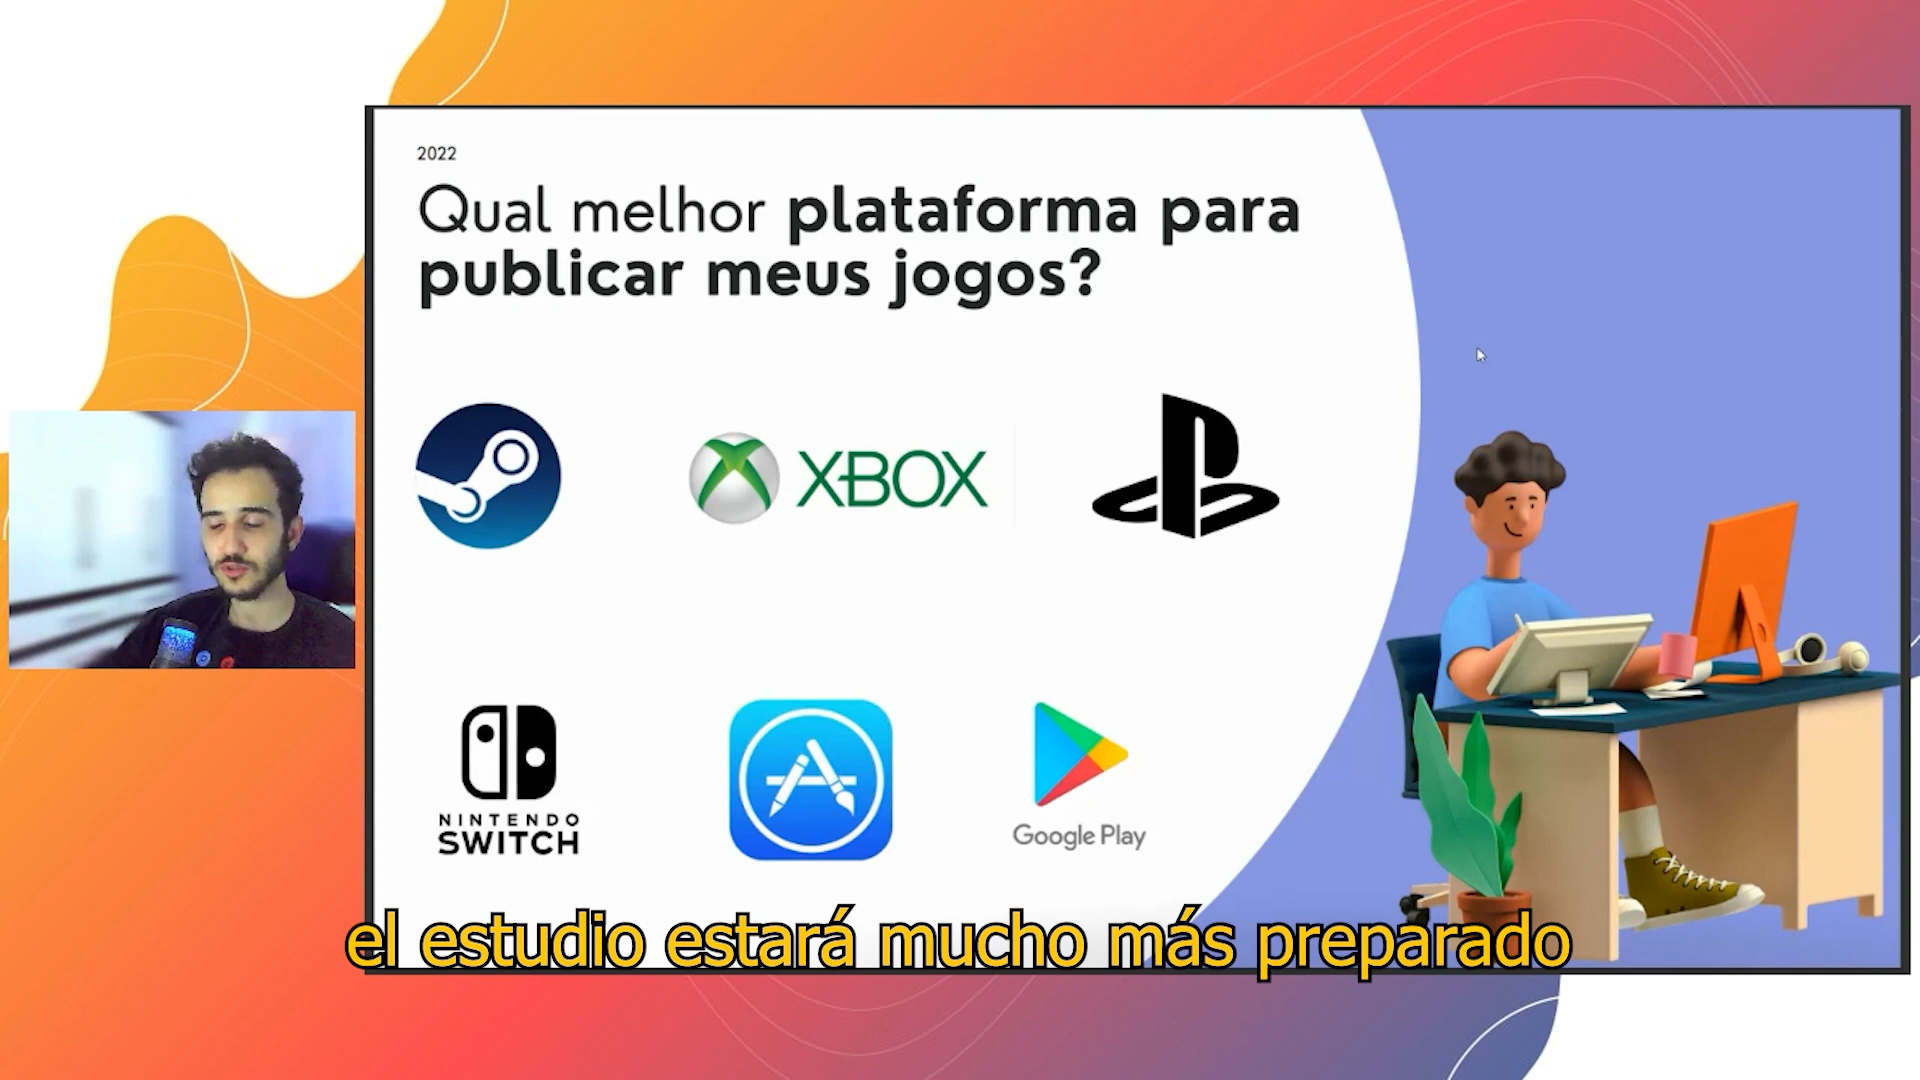 2022
Qual melhor plataforma para
publicar meus jogos?
XBOX
NINTENDO
SWITCH
Google Play
el estudio estará mucho más preparado